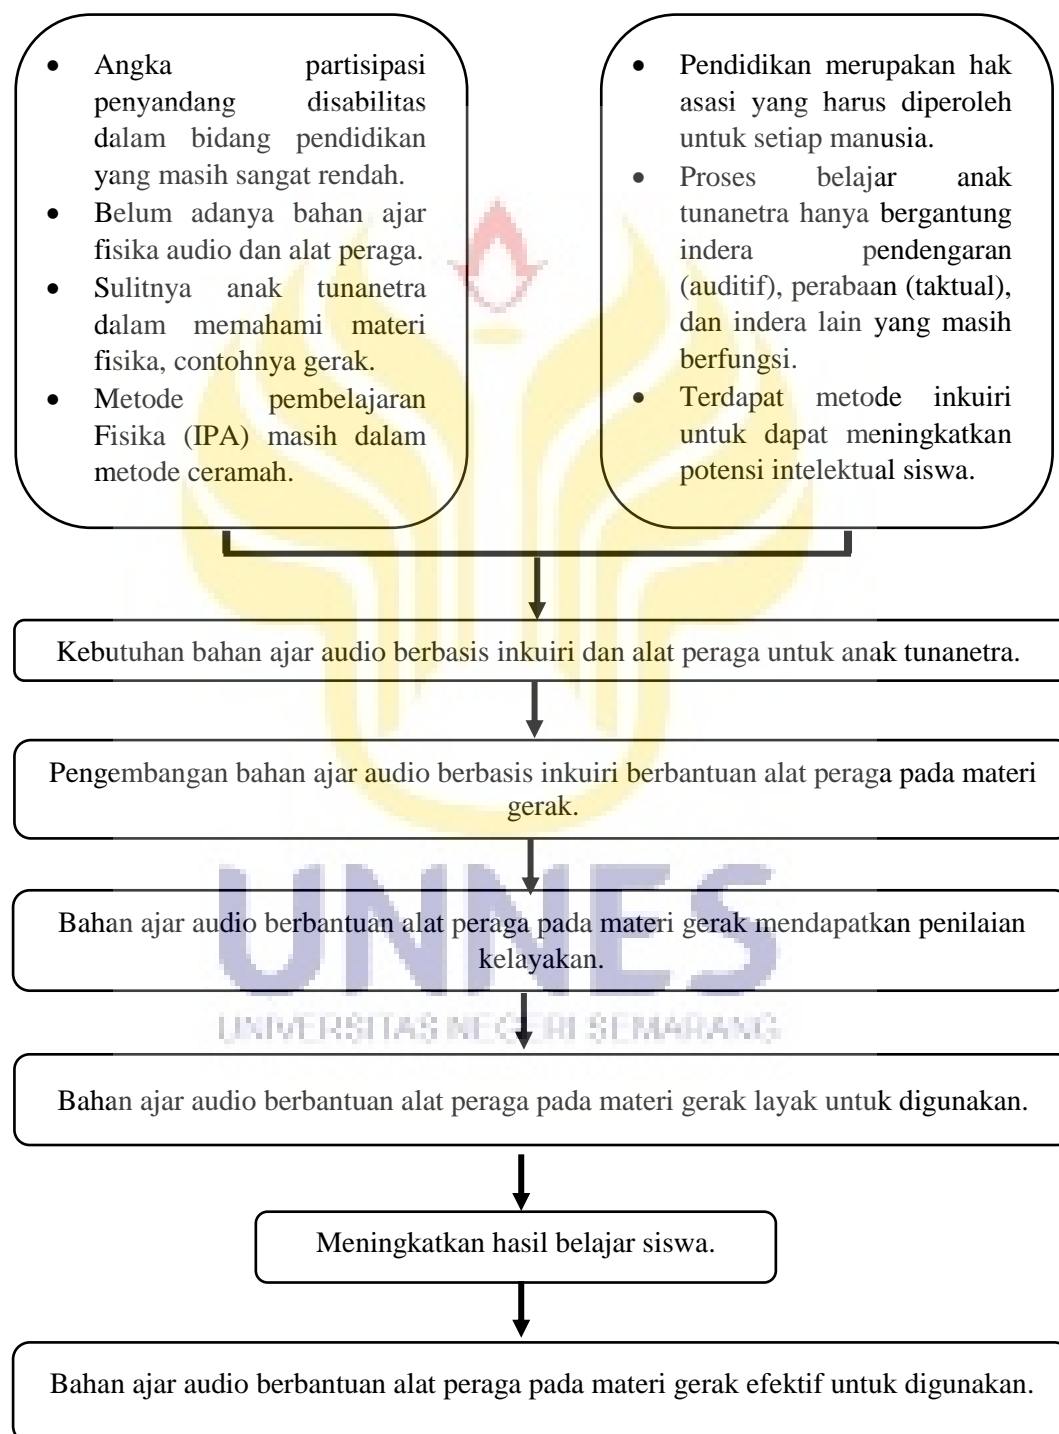 • Angka partisipasi
penyandang disabilitas
dalam bidang pendidikan
yang masih sangat rendah.
• Belum adanya bahan ajar
fisika audio dan alat peraga.
• Sulitnya anak tunanetra
dalam memahami materi
fisika, contohnya gerak.
• Metode pembelajaran
Fisika (IPA) masih dalam
metode ceramah.
• Pendidikan merupakan hak
asasi yang harus diperoleh
untuk setiap manusia.
• Proses belajar anak
tunanetra hanya bergantung
indera pendengaran
(auditif), perabaan (taktual),
dan indera lain yang masih
berfungsi.
• Terdapat metode inkuiri
untuk dapat meningkatkan
potensi intelektual siswa.
Kebutuhan bahan ajar audio berbasis inkuiri dan alat peraga untuk anak tunanetra.
Pengembangan bahan ajar audio berbasis inkuiri berbantuan alat peraga pada materi
gerak.
UNNES
Bahan ajar audio berbantuan alat peraga pada materi gerak mendapatkan penilaian
kelayakan.
UNIVERSITAS NEGERI SEMARANG
Bahan ajar audio berbantuan alat peraga pada materi gerak layak untuk digunakan.
Meningkatkan hasil belajar siswa.
Bahan ajar audio berbantuan alat peraga pada materi gerak efektif untuk digunakan.